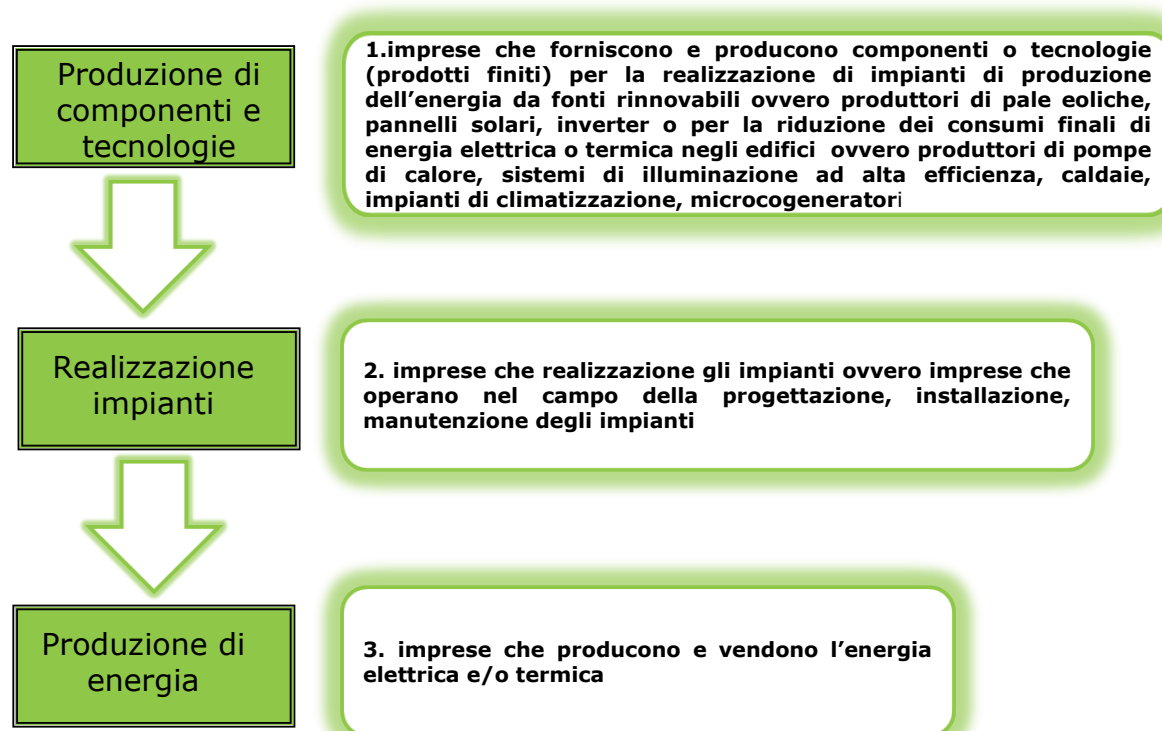 Produzione di
componenti e
tecnologie
1.imprese che forniscono e producono componenti o tecnologie
(prodotti finiti) per la realizzazione di impianti di produzione
dell’energia da fonti rinnovabili ovvero produttori di pale eoliche,
pannelli solari, inverter o per la riduzione dei consumi finali di
energia elettrica o termica negli edifici ovvero produttori di pompe
di calore, sistemi di illuminazione ad alta efficienza, caldaie,
impianti di climatizzazione, microcogeneratori
Realizzazione
impianti
2. imprese che realizzazione gli impianti ovvero imprese che
operano nel campo della progettazione, installazione,
manutenzione degli impianti
Produzione di
energia
3. imprese che producono e vendono l’energia
elettrica e/o termica